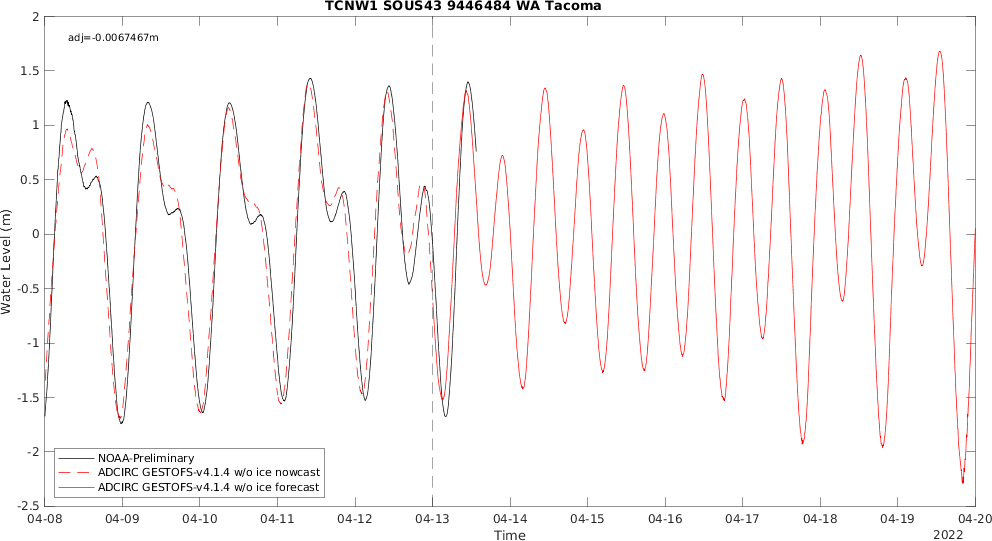 TCNW1 SOUS43 9446484 WA Tacoma
adj=-0.0067467m
2
1.5
1
0.5
0
-0.5
-1
-1.5
-2
-2.5
Water Level (m)
NOAA-Preliminary
ADCIRC GESTOFS-v4.1.4 w/o ice nowcast
ADCIRC GESTOFS-v4.1.4 w/o ice forecast
04-08 04-09 04-10 04-11 04-12 04-13 04-14 04-15 04-16 04-17 04-18 04-19 04-20
Time
2022